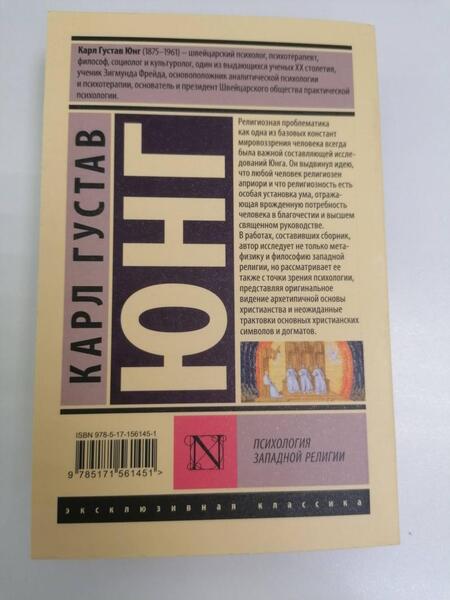 Карл Густав Юнг (1875–1961) – швейцарский психолог, психотерапевт,
философ, социолог и культуролог, один из выдающихся ученых XX столетия,
ученик Зигмунда Фрейда, основоположник аналитической психологии
и психотерапии, основатель и президент Швейцарского общества практической
психологии.
КАРЛ ГУСТАВ
ЮНГ
Религиозная проблематика
как одна из базовых констант
мировоззрения человека всегда
была важной составляющей иссле-
дований Юнга. Он выдвинул идею,
что любой человек религиозен
априори и что религиозность есть
особая установка ума, отража-
ющая врожденную потребность
человека в благочестии и высшем
священном руководстве.
В работах, составивших сборник,
автор исследует не только мета-
физику и философию западной
религии, но рассматривает ее
также с точки зрения психологии,
представляя оригинальное
видение архетипичной основы
христианства и неожиданные
трактовки основных христианских
символов и догматов.
ISBN 978-5-17-156145-1
9 785171 561451>
N
ПСИХОЛОГИЯ
ЗАПАДНОЙ РЕЛИГИИ
эксклюзивная классика